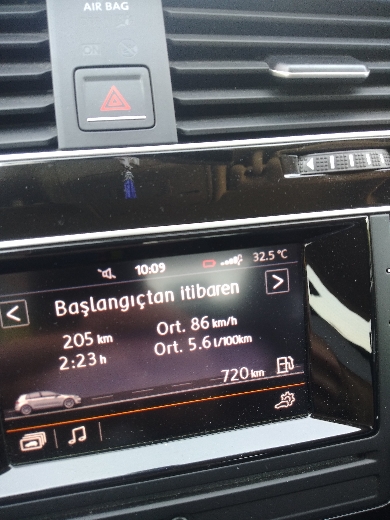 AIR BAG
10:09
32.5 °C
Başlangıçtan itibaren
205 km
Ort. 86 km/h
2:23 h
Ort. 5.6 l/100km
720 km